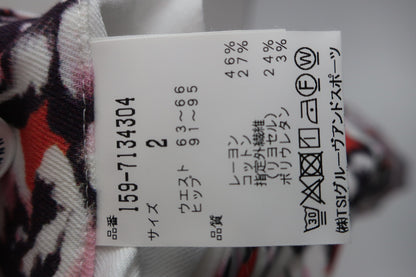 品番
159-7134304
サイズ 2
ウエスト 63~66
ヒップ 91~95
品質
レーヨン 46%
コットン 27%
指定外繊維
(リヨセル) 24%
ポリウレタン 3%
30
F W
㈱TSIグルーヴアンドスポーツ